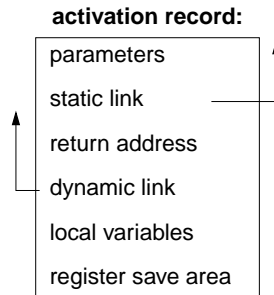 activation record:
parameters
static link
return address
dynamic link
local variables
register save area